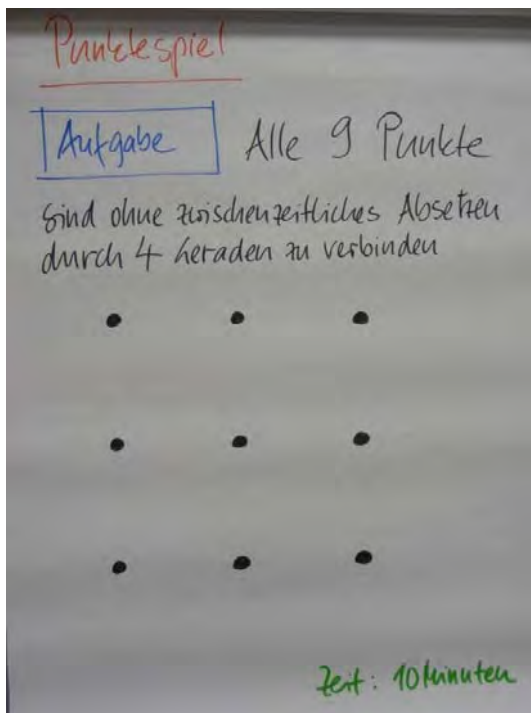 Punktespiel
Aufgabe Alle 9 Punkte
sind ohne zwischenzeitliches Absetzen
durch 4 Geraden zu verbinden
Zeit: 10 Minuten